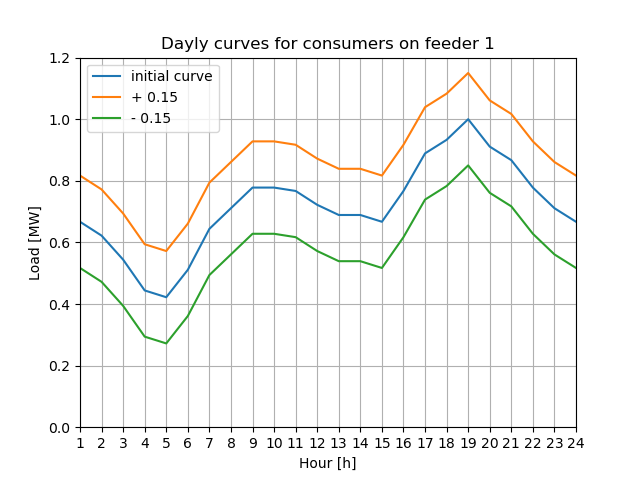 Dayly curves for consumers on feeder 1
initial curve
+ 0.15
- 0.15
Load [MW]
1.2
1.0
0.8
0.6
0.4
0.2
0.0
1 2 3 4 5 6 7 8 9 10 11 12 13 14 15 16 17 18 19 20 21 22 23 24
Hour [h]